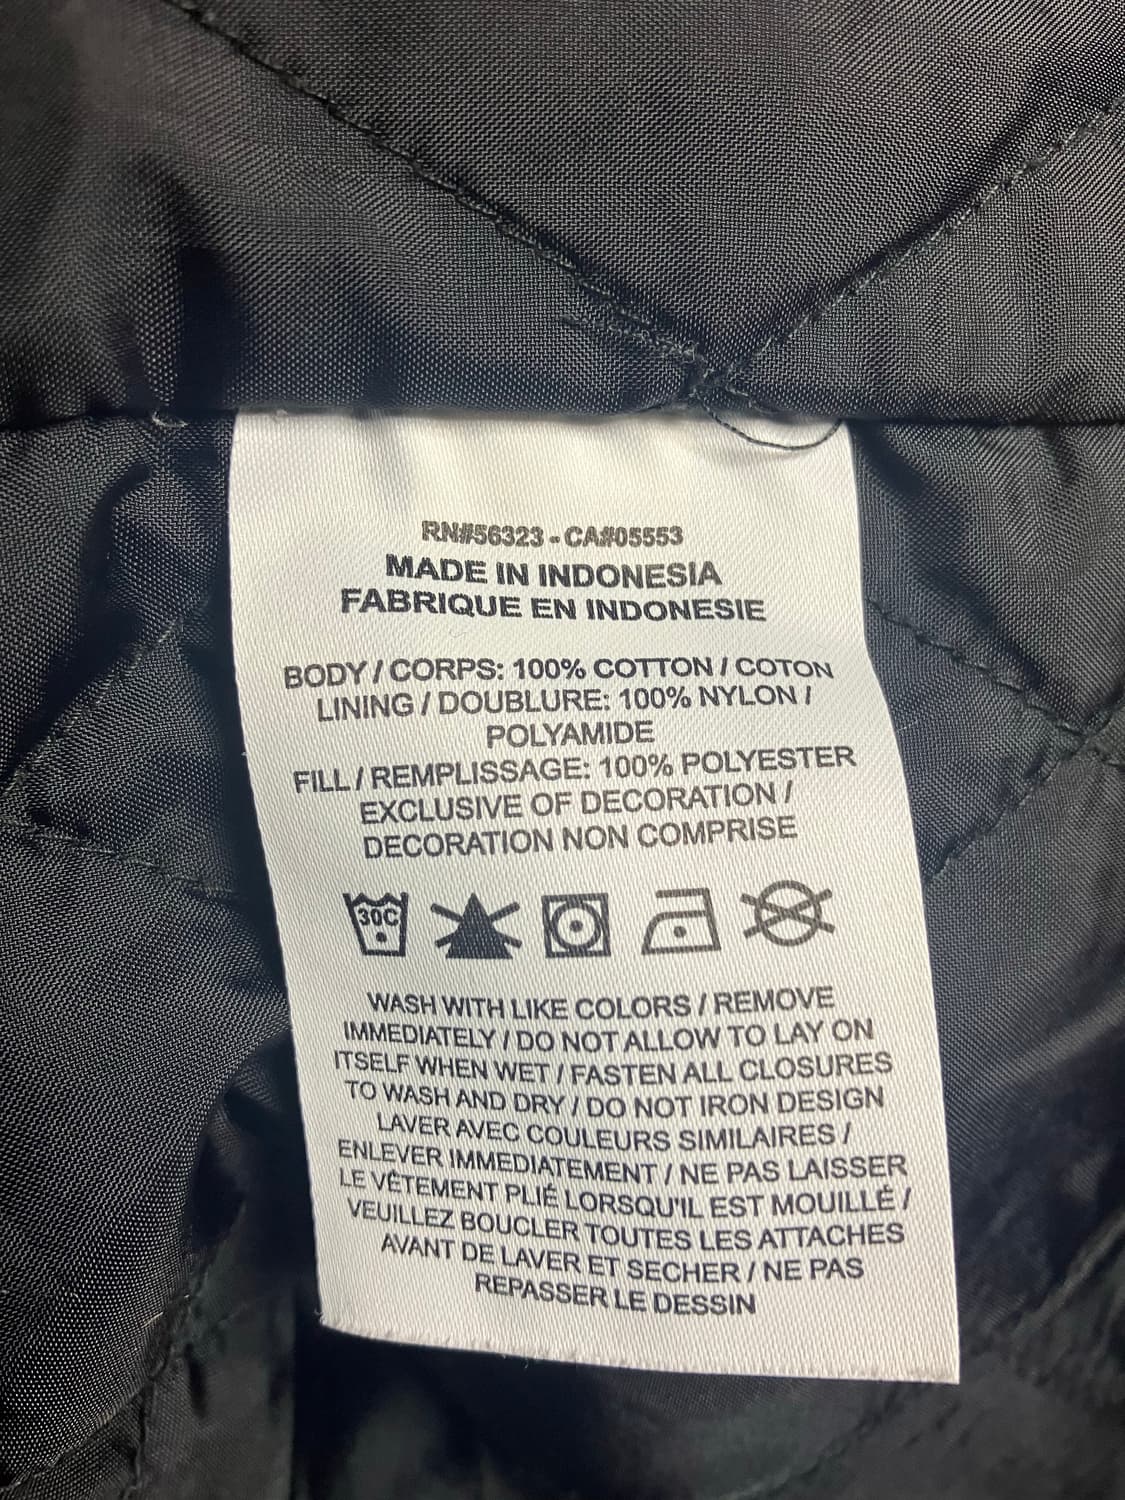 RN#56323 - CA#05553
MADE IN INDONESIA
FABRIQUE EN INDONESIE
BODY / CORPS: 100% COTTON / COTON
LINING / DOUBLURE: 100% NYLON /
POLYAMIDE
FILL / REMPLISSAGE: 100% POLYESTER
EXCLUSIVE OF DECORATION /
DECORATION NON COMPRISE
30C
WASH WITH LIKE COLORS / REMOVE
IMMEDIATELY / DO NOT ALLOW TO LAY ON
ITSELF WHEN WET / FASTEN ALL CLOSURES
TO WASH AND DRY / DO NOT IRON DESIGN
LAVER AVEC COULEURS SIMILAIRES /
ENLEVER IMMEDIATEMENT / NE PAS LAISSER
LE VÊTEMENT PLIÉ LORSQU'IL EST MOUILLÉ /
VEUILLEZ BOUCLER TOUTES LES ATTACHES
AVANT DE LAVER ET SECHER / NE PAS
REPASSER LE DESSIN